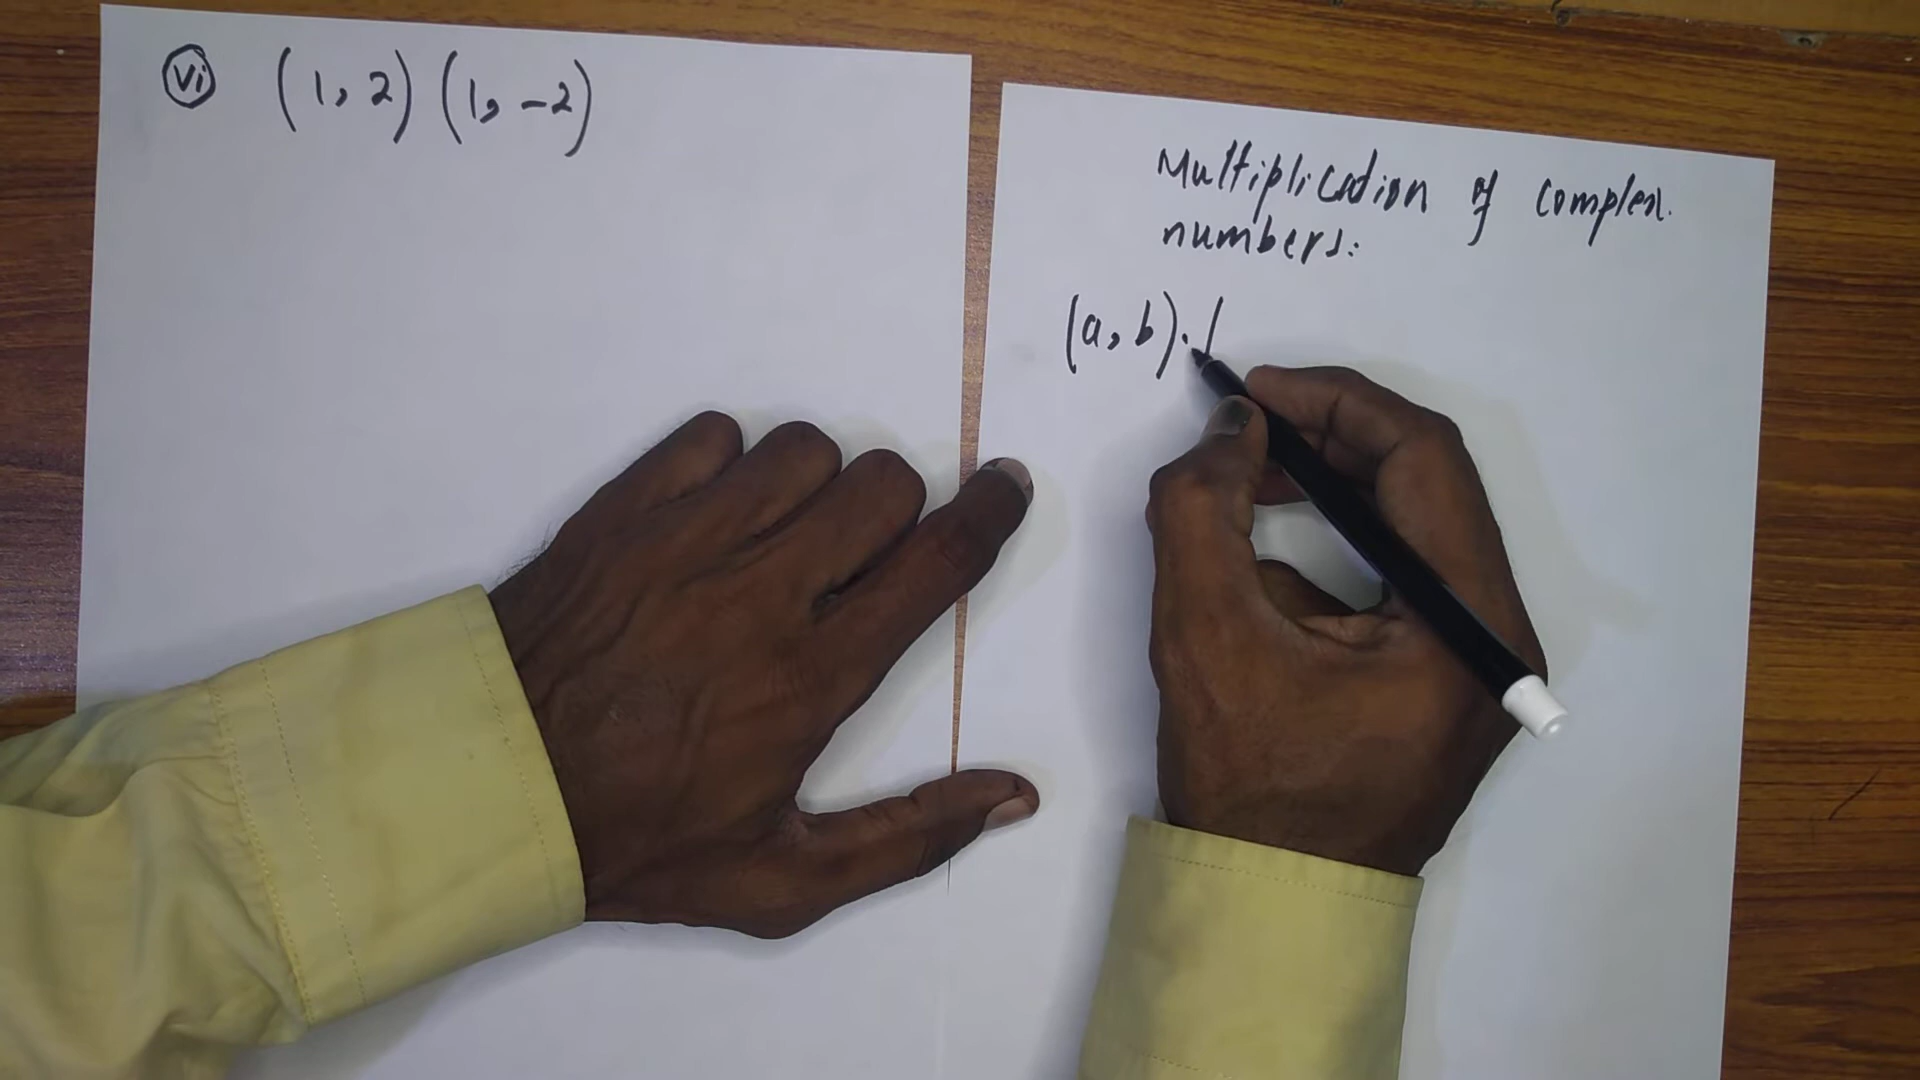 vi (1, 2) (1, -2)
Multiplication of complex.
numbers:
(a, b) . (